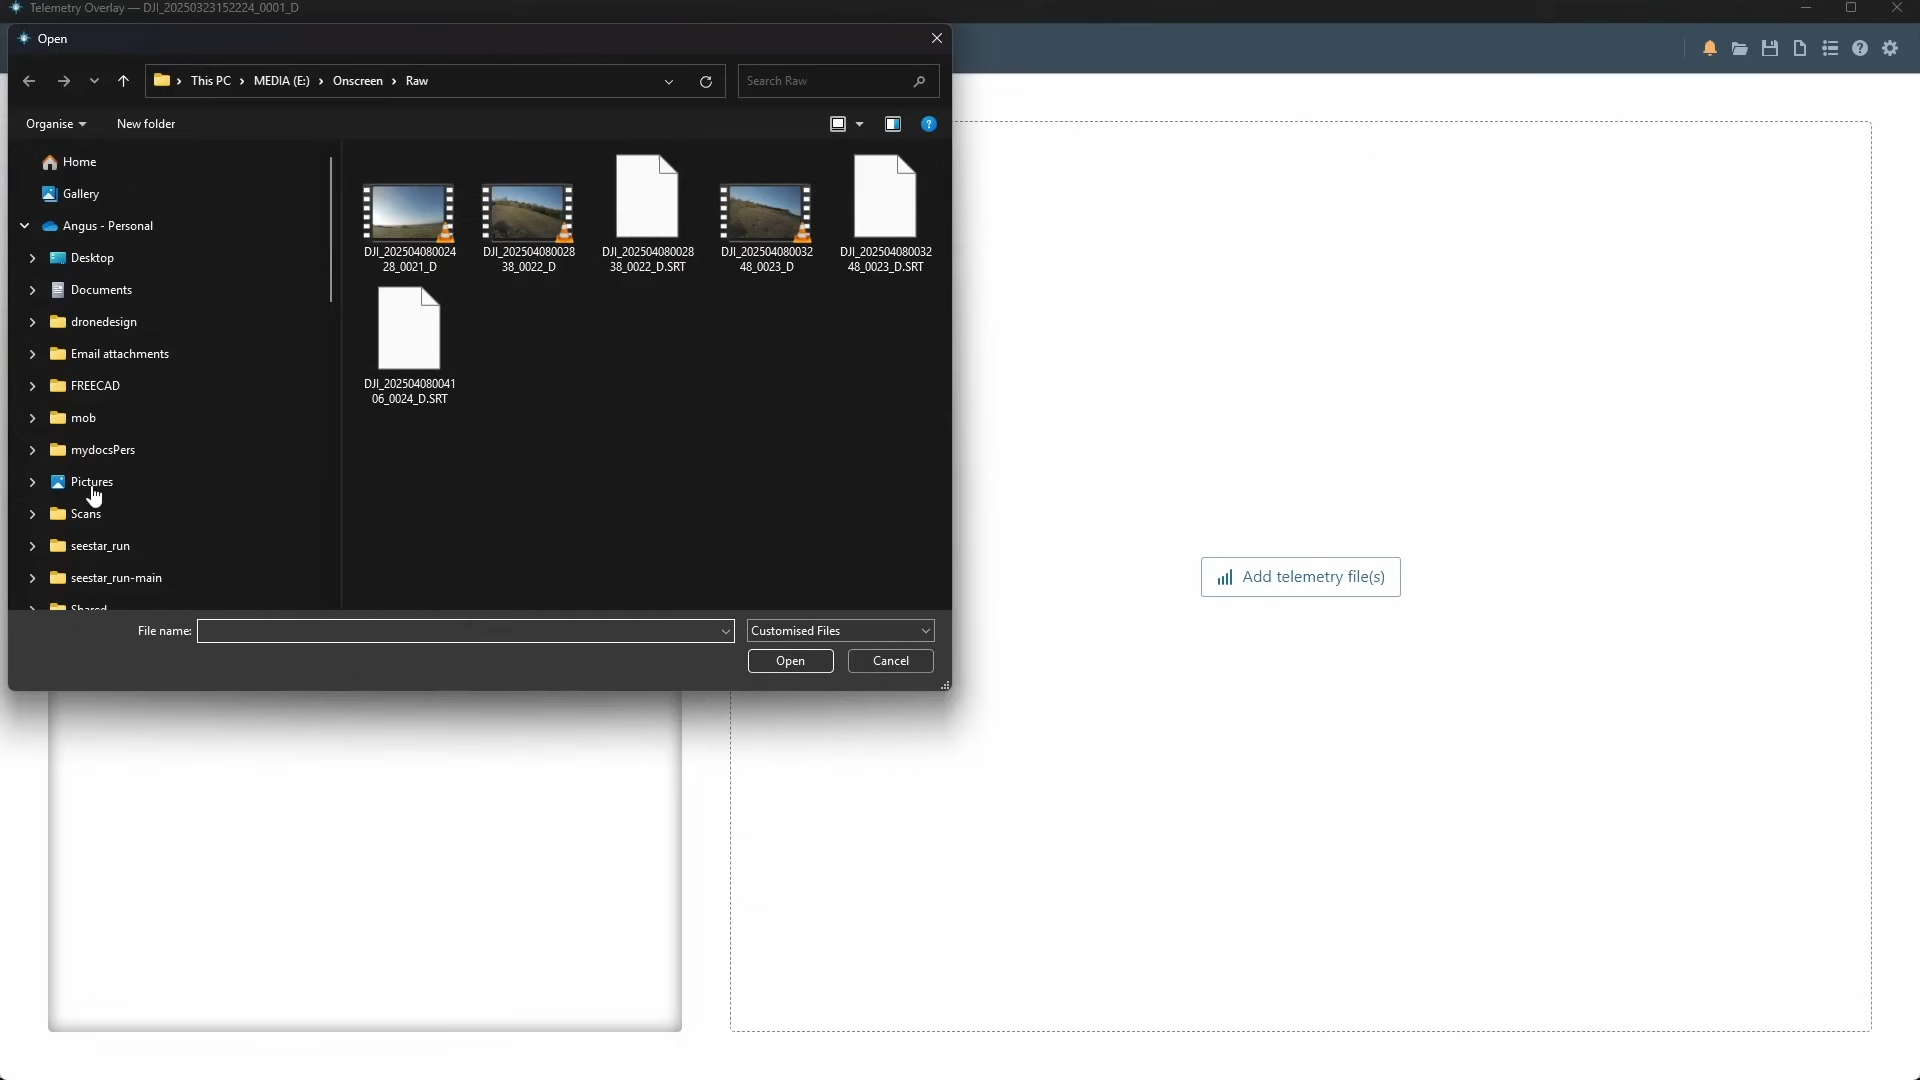 Telemetry Overlay — DJI_20250323152224_0001_D
Open
This PC
MEDIA (E:)
Onscreen
Raw
Search Raw
Organise
New folder
Home
Gallery
Angus - Personal
Desktop
Documents
dronedesign
Email attachments
FREECAD
mob
mydocsPers
Pictures
Scans
seestar_run
seestar_run-main
Shared
DJI_202504080024
28_0021_D
DJI_202504080028
38_0022_D
DJI_202504080028
38_0022_D.SRT
DJI_202504080032
48_0023_D
DJI_202504080032
48_0023_D.SRT
DJI_202504080041
06_0024_D.SRT
File name:
Customised Files
Open
Cancel
Add telemetry file(s)